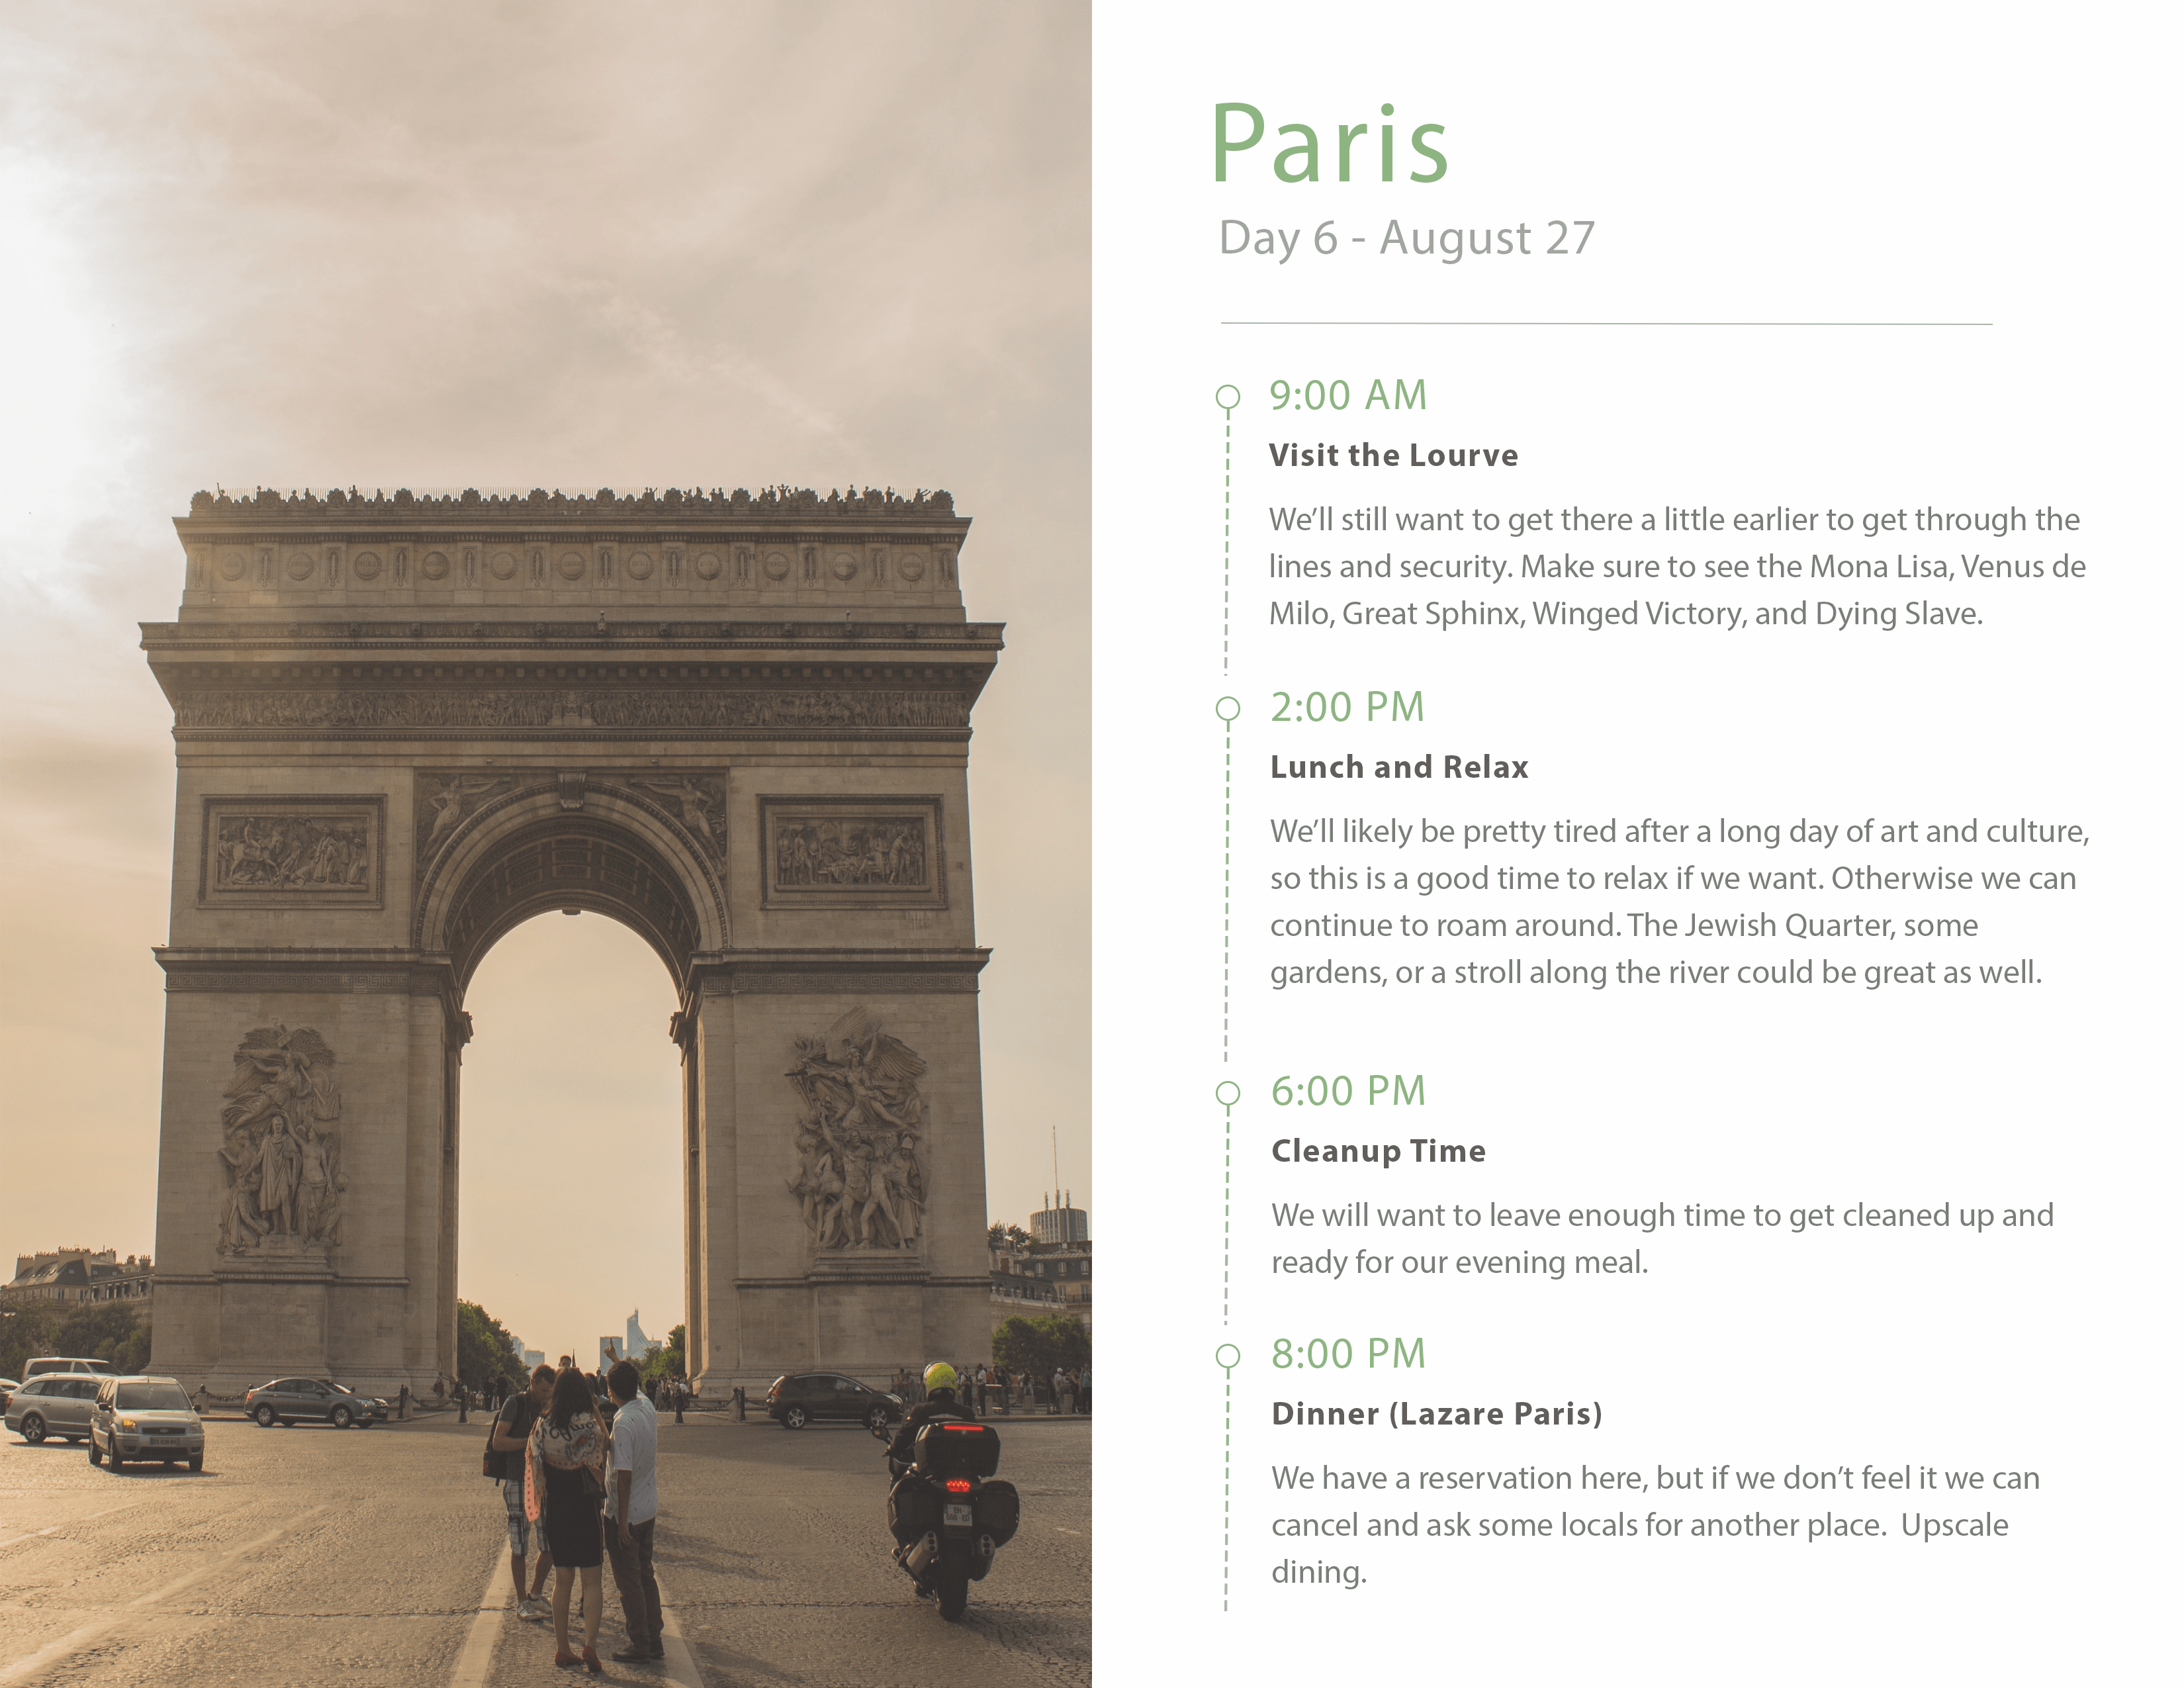 Paris
Day 6 - August 27
9:00 AM
Visit the Lourve
We’ll still want to get there a little earlier to get through the
lines and security. Make sure to see the Mona Lisa, Venus de
Milo, Great Sphinx, Winged Victory, and Dying Slave.
2:00 PM
Lunch and Relax
We’ll likely be pretty tired after a long day of art and culture,
so this is a good time to relax if we want. Otherwise we can
continue to roam around. The Jewish Quarter, some
gardens, or a stroll along the river could be great as well.
6:00 PM
Cleanup Time
We will want to leave enough time to get cleaned up and
ready for our evening meal.
8:00 PM
Dinner (Lazare Paris)
We have a reservation here, but if we don’t feel it we can
cancel and ask some locals for another place.  Upscale
dining.